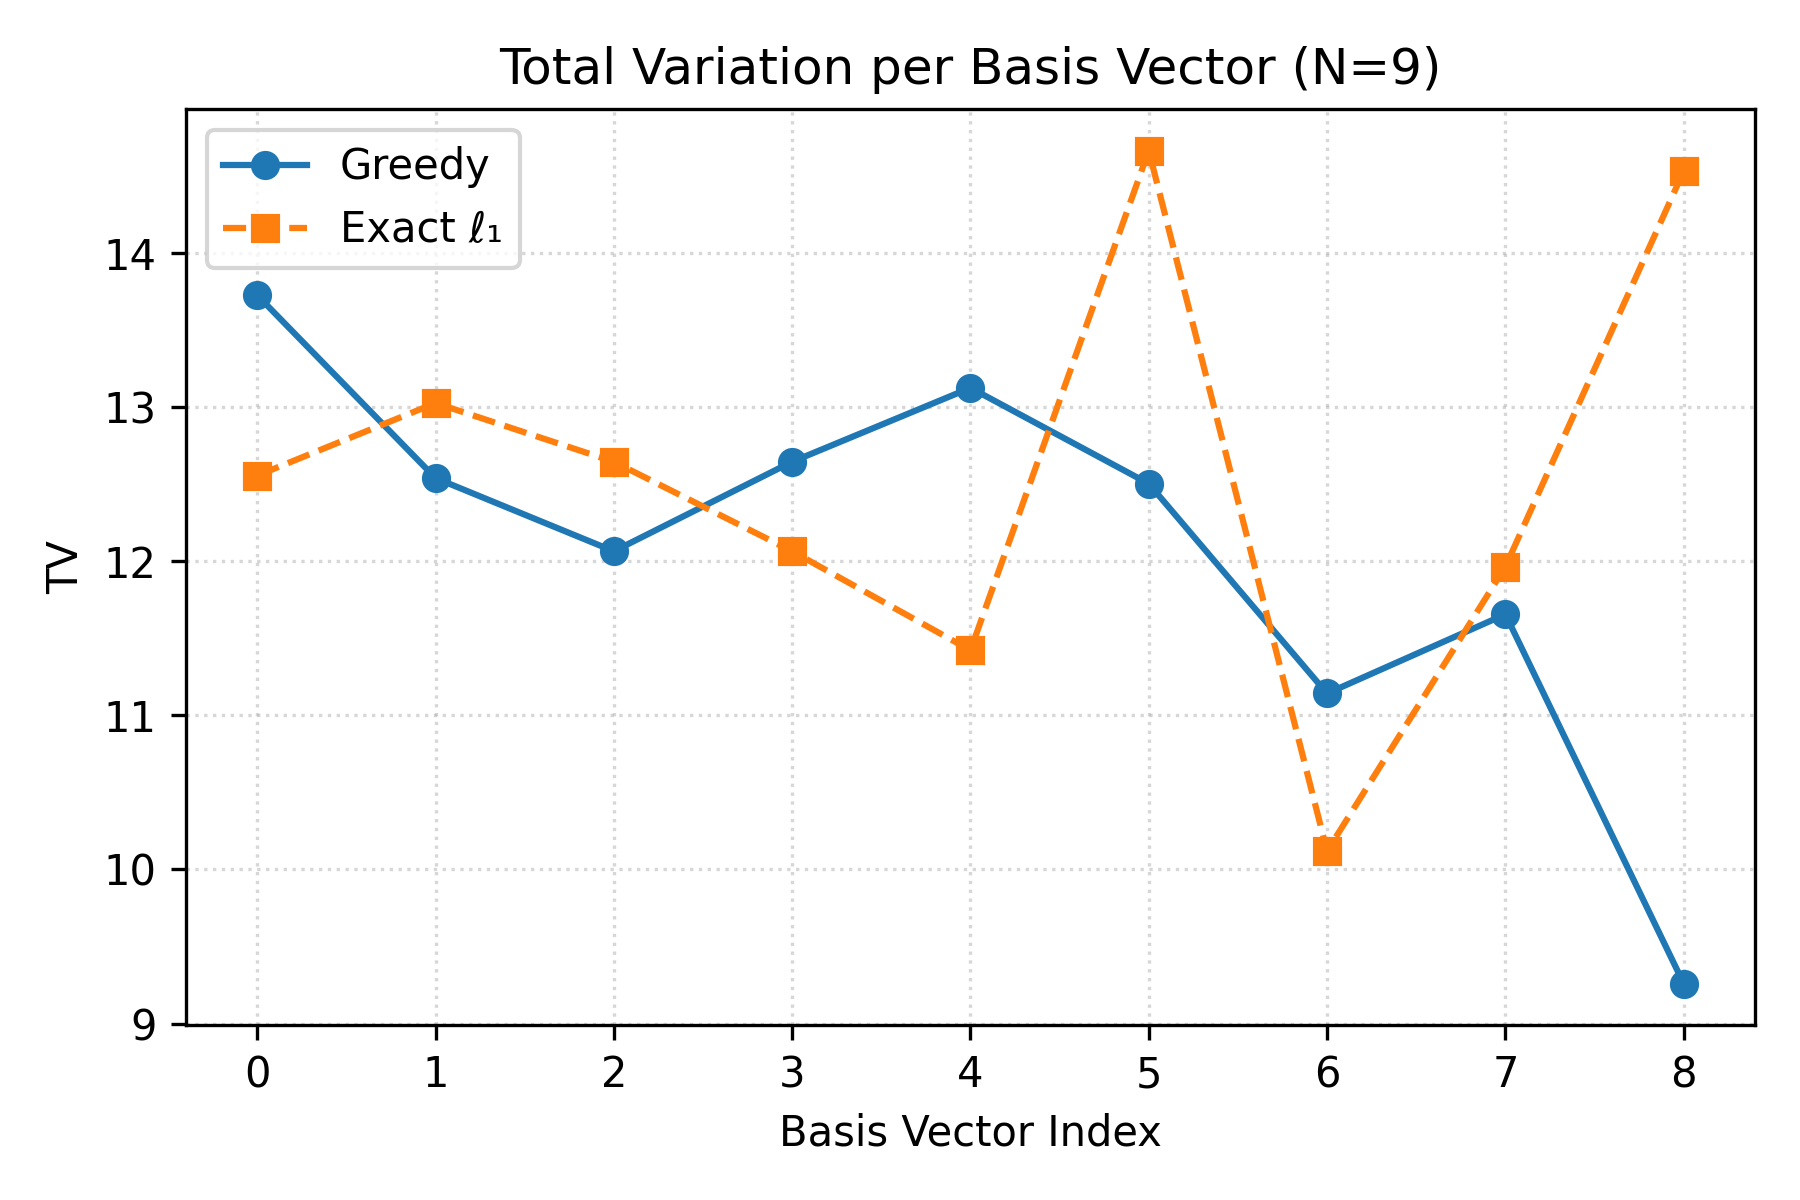 Total Variation per Basis Vector (N=9)
Greedy
Exact ℓ₁
14
13
12
11
10
9
TV
0 1 2 3 4 5 6 7 8
Basis Vector Index